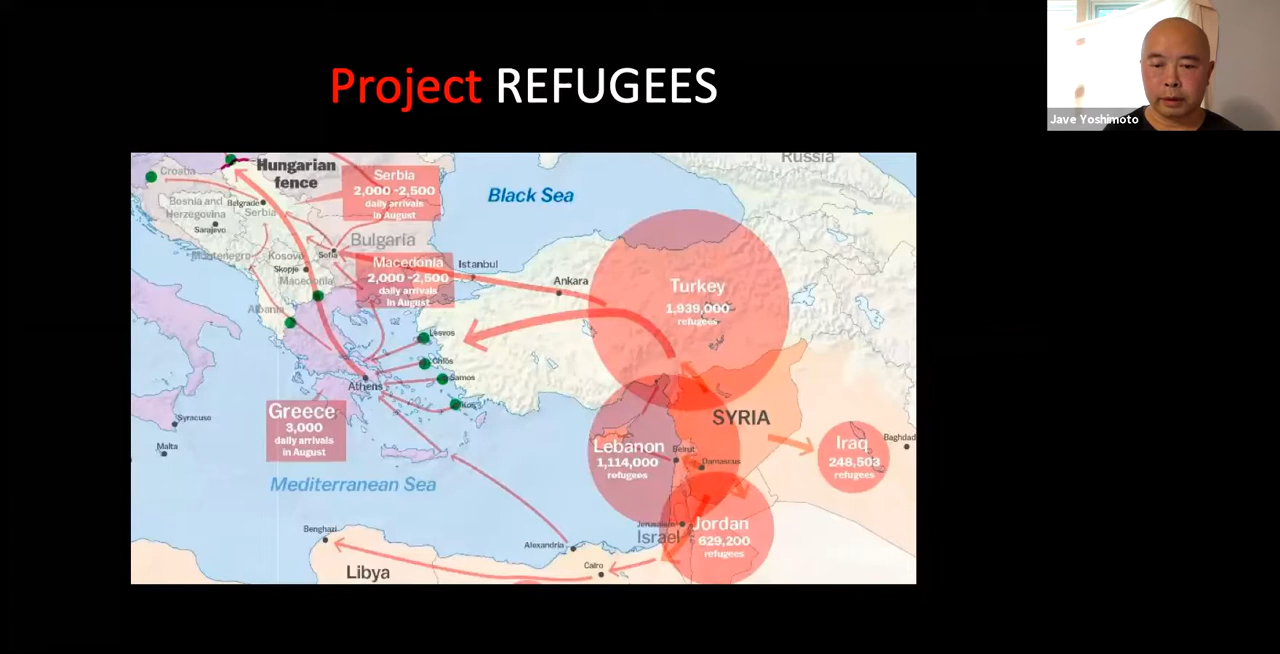 Project REFUGEES
Jave Yoshimoto
Russia
Croatia
Hungarian
fence
Serbia
2,000 -2,500
daily arrivals
in August
Black Sea
Bosnia and
Herzegovina
Belgrade
Serbia
Sarajevo
Bulgaria
Montenegro
Kosovo
Sofia
Skopje
Macedonia
Macedonia
2,000 -2,500
daily arrivals
in August
Istanbul
Ankara
Turkey
1,939,000
refugees
Albania
Lesvos
Chios
Samos
Kos
Athens
Greece
3,000
daily arrivals
in August
Syracuse
Malta
SYRIA
Lebanon
1,114,000
refugees
Beirut
Damascus
Iraq
248,503
refugees
Baghdad
Mediterranean Sea
Jerusalem
Israel
Jordan
629,200
refugees
Benghazi
Alexandria
Cairo
Libya